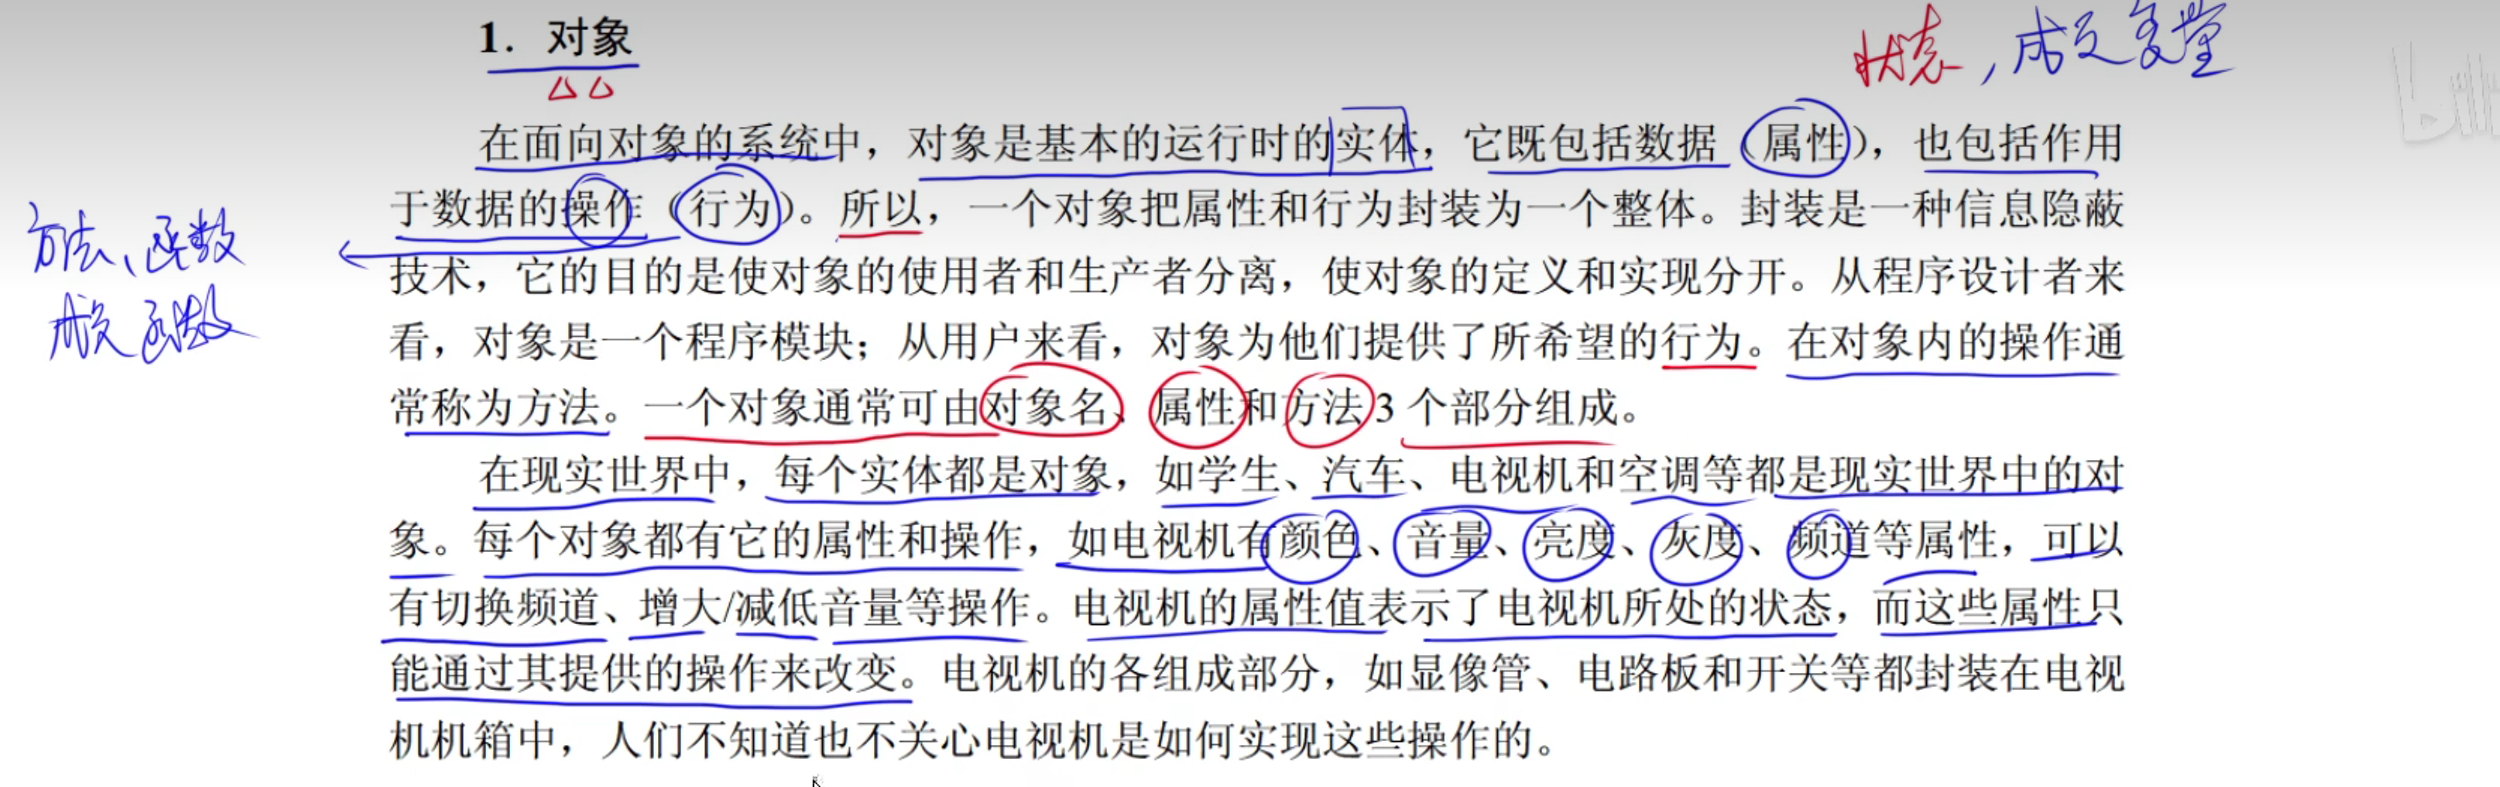 1. 对象
状态，成员变量
在面向对象的系统中，对象是基本的运行时的实体，它既包括数据（属性），也包括作用
于数据的操作（行为）。所以，一个对象把属性和行为封装为一个整体。封装是一种信息隐蔽
方法、函数
技术，它的目的是使对象的使用者和生产者分离，使对象的定义和实现分开。从程序设计者来
成员函数
看，对象是一个程序模块；从用户来看，对象为他们提供了所希望的行为。在对象内的操作通
常称为方法。一个对象通常可由对象名、属性和方法3个部分组成。
在现实世界中，每个实体都是对象，如学生、汽车、电视机和空调等都是现实世界中的对
象。每个对象都有它的属性和操作，如电视机有颜色、音量、亮度、灰度、频道等属性，可以
有切换频道、增大/减低音量等操作。电视机的属性值表示了电视机所处的状态，而这些属性只
能通过其提供的操作来改变。电视机的各组成部分，如显像管、电路板和开关等都封装在电视
机机箱中，人们不知道也不关心电视机是如何实现这些操作的。